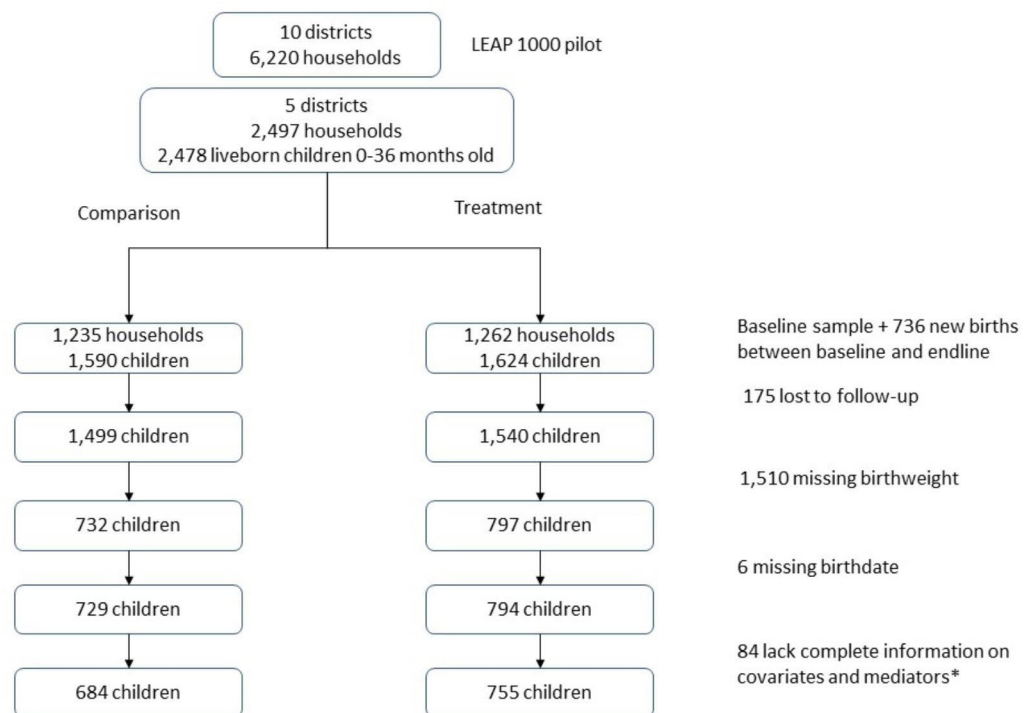 10 districts
6,220 households
LEAP 1000 pilot
5 districts
2,497 households
2,478 liveborn children 0-36 months old
Comparison
Treatment
1,235 households
1,590 children
1,262 households
1,624 children
Baseline sample + 736 new births
between baseline and endline
175 lost to follow-up
1,499 children
1,540 children
1,510 missing birthweight
732 children
797 children
6 missing birthdate
729 children
794 children
84 lack complete information on
covariates and mediators*
684 children
755 children